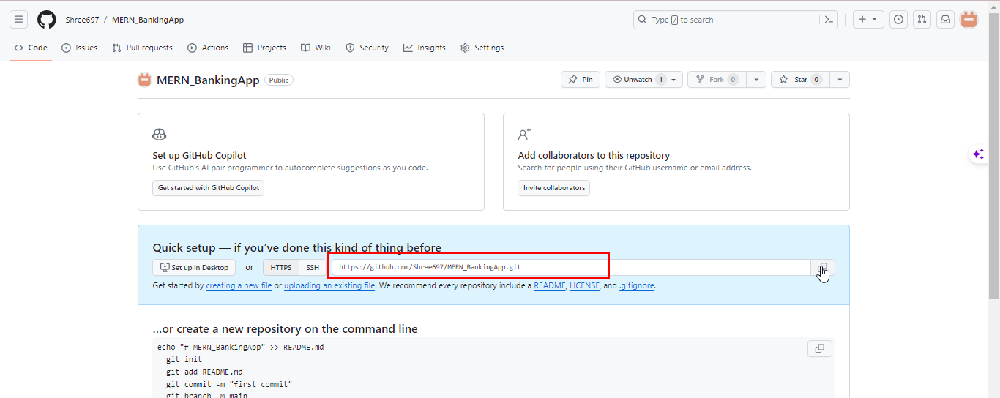 Shree697 / MERN_BankingApp
Type / to search
Code Issues Pull requests Actions Projects Wiki Security Insights Settings
MERN_BankingApp Public
Pin Unwatch 1 Fork 0 Star 0
Set up GitHub Copilot
Use GitHub's AI pair programmer to autocomplete suggestions as you code.
Get started with GitHub Copilot
Add collaborators to this repository
Search for people using their GitHub username or email address.
Invite collaborators
Quick setup — if you’ve done this kind of thing before
Set up in Desktop or HTTPS SSH https://github.com/Shree697/MERN_BankingApp.git
Get started by creating a new file or uploading an existing file. We recommend every repository include a README, LICENSE, and .gitignore.
…or create a new repository on the command line
echo "# MERN_BankingApp" >> README.md
git init
git add README.md
git commit -m "first commit"
git branch -M main